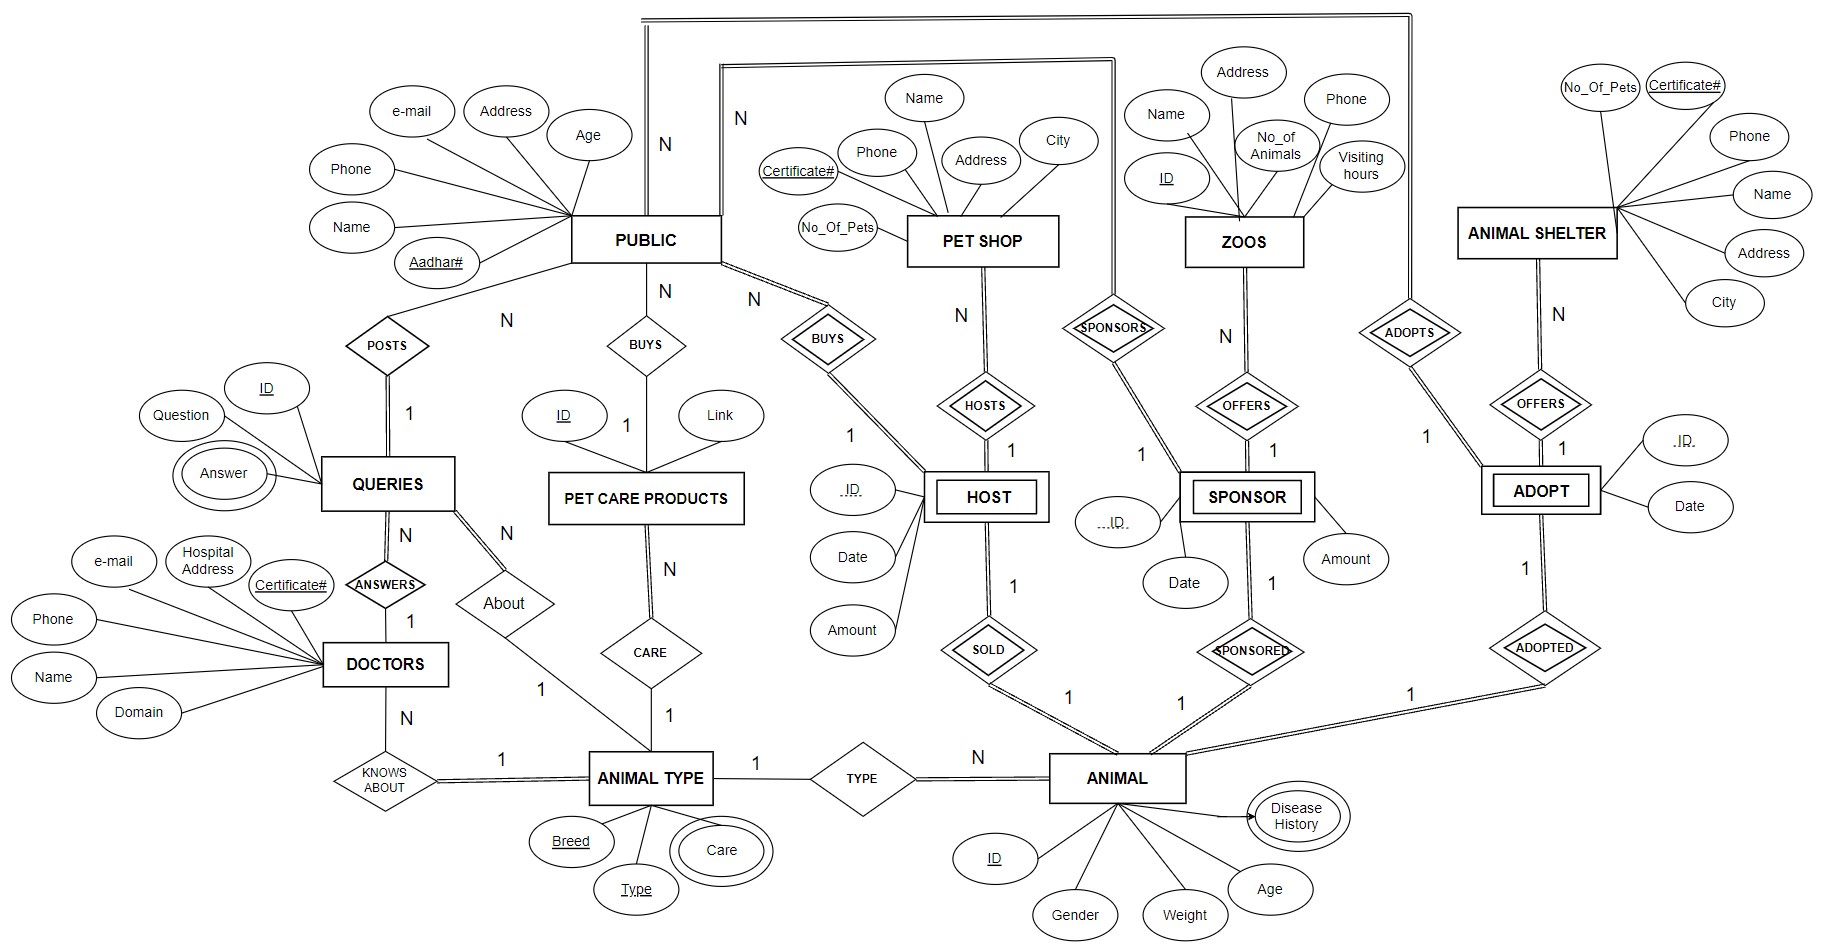 e-mail
Address
Age
Phone
Name
Aadhar#
PUBLIC
N
N
Certificate#
Phone
Name
Address
City
No_Of_Pets
PET SHOP
Name
Address
Phone
ID
No_of
Animals
Visiting
hours
ZOOS
No_Of_Pets
Certificate#
Phone
Name
Address
City
ANIMAL SHELTER
N
N
N
N
N
N
POSTS
BUYS
BUYS
SPONSORS
ADOPTS
HOSTS
OFFERS
OFFERS
1
1
1
1
1
1
1
1
Question
ID
Answer
QUERIES
ID
Link
PET CARE PRODUCTS
ID
Date
Amount
HOST
ID
Date
Amount
SPONSOR
ID
Date
ADOPT
N
N
N
1
1
1
ANSWERS
About
CARE
SOLD
SPONSORED
ADOPTED
1
1
1
1
1
1
e-mail
Hospital
Address
Certificate#
Phone
Name
Domain
DOCTORS
N
KNOWS
ABOUT
1
ANIMAL TYPE
1
TYPE
N
ANIMAL
Breed
Type
Care
ID
Gender
Weight
Age
Disease
History